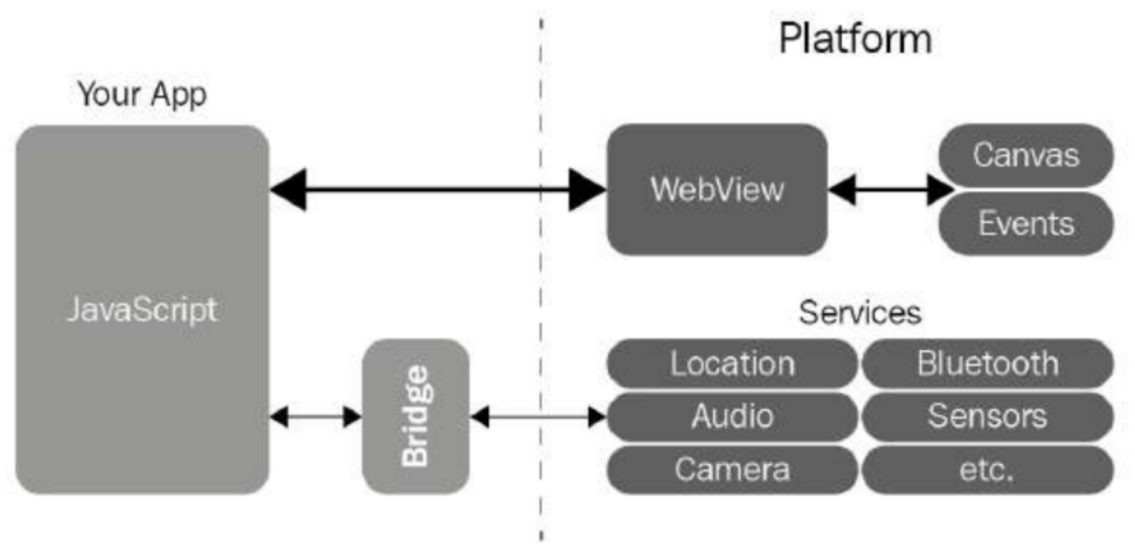 Platform
Your App
JavaScript
WebView
Canvas
Events
Bridge
Services
Location
Bluetooth
Audio
Sensors
Camera
etc.